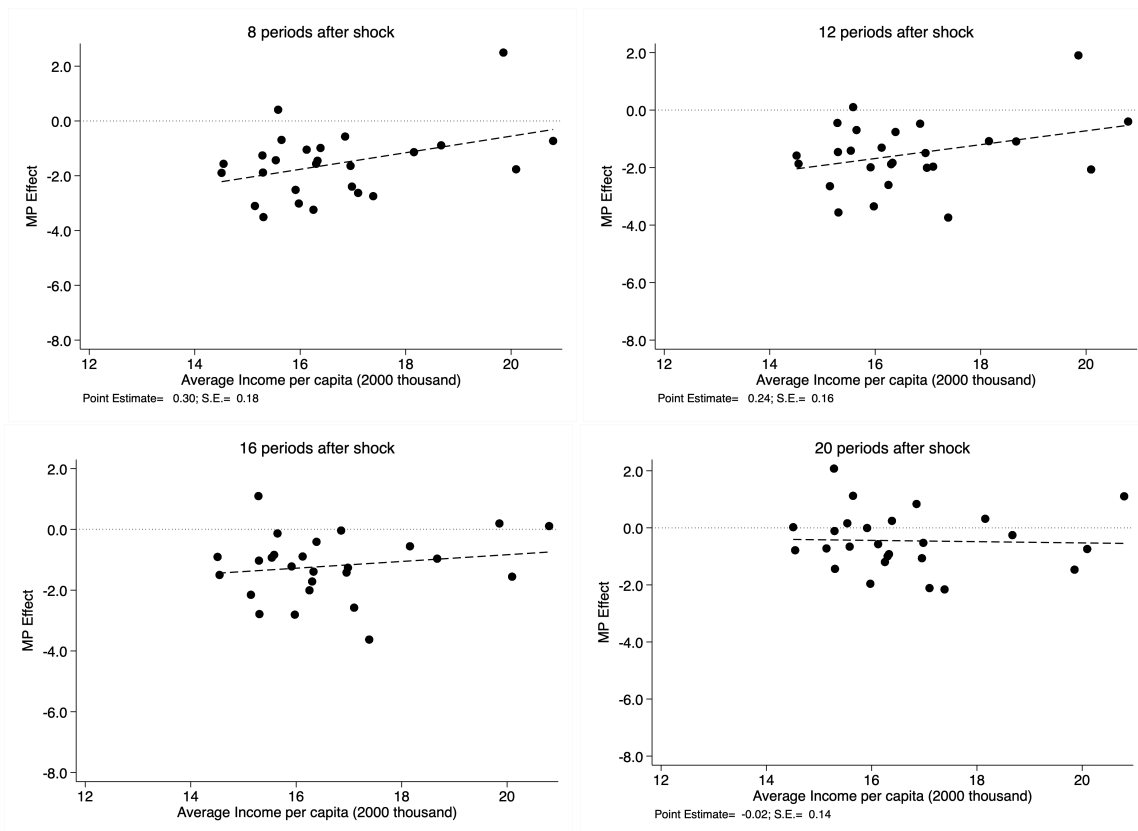 8 periods after shock
2.0
0.0
-2.0
-4.0
-6.0
-8.0
MP Effect
12 14 16 18 20
Average Income per capita (2000 thousand)
Point Estimate= 0.30; S.E.= 0.18
12 periods after shock
2.0
0.0
-2.0
-4.0
-6.0
-8.0
MP Effect
12 14 16 18 20
Average Income per capita (2000 thousand)
Point Estimate= 0.24; S.E.= 0.16
16 periods after shock
2.0
0.0
-2.0
-4.0
-6.0
-8.0
MP Effect
12 14 16 18 20
Average Income per capita (2000 thousand)
20 periods after shock
2.0
0.0
-2.0
-4.0
-6.0
-8.0
MP Effect
12 14 16 18 20
Average Income per capita (2000 thousand)
Point Estimate= -0.02; S.E.= 0.14